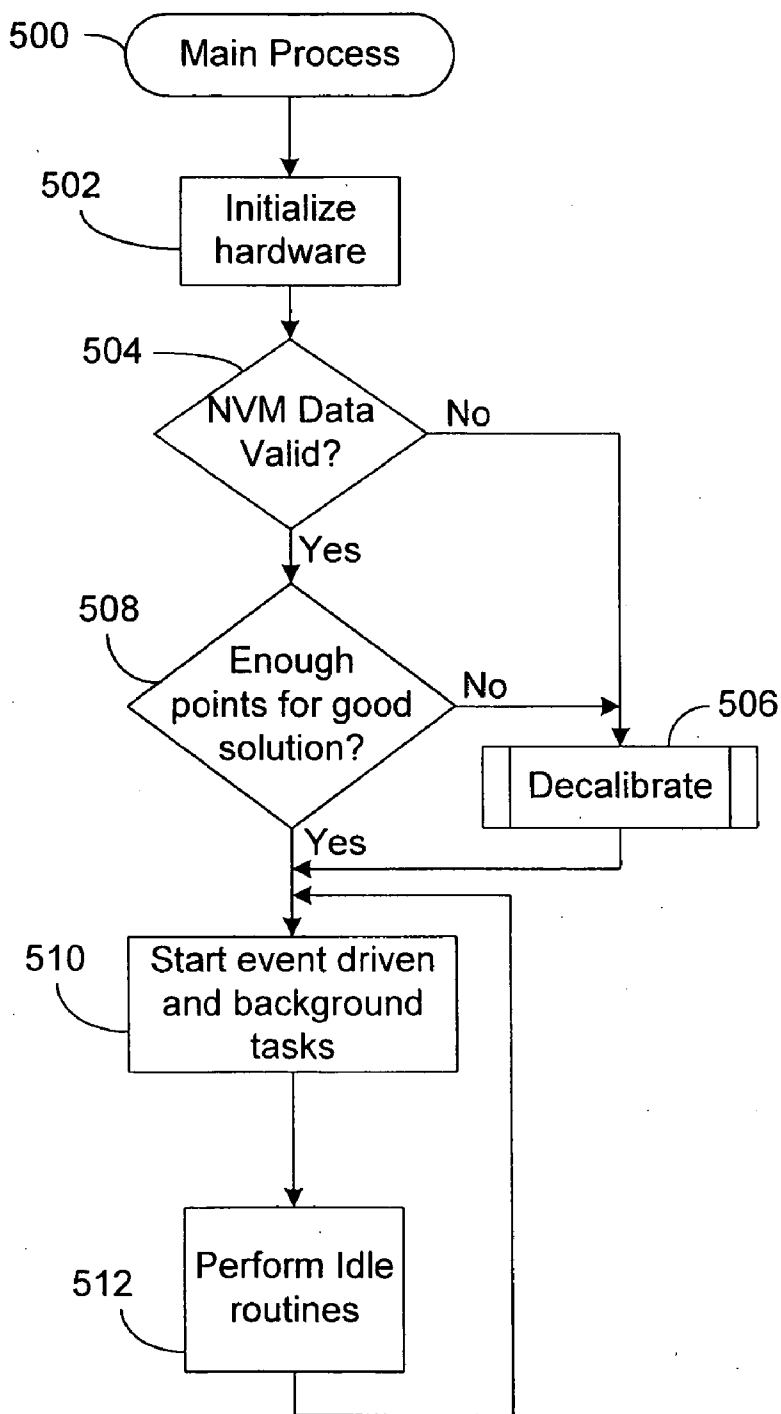 500
Main Process
502
Initialize
hardware
504
NVM Data
Valid?
No
Yes
508
Enough
points for good
solution?
No
506
Decalibrate
Yes
510
Start event driven
and background
tasks
512
Perform Idle
routines